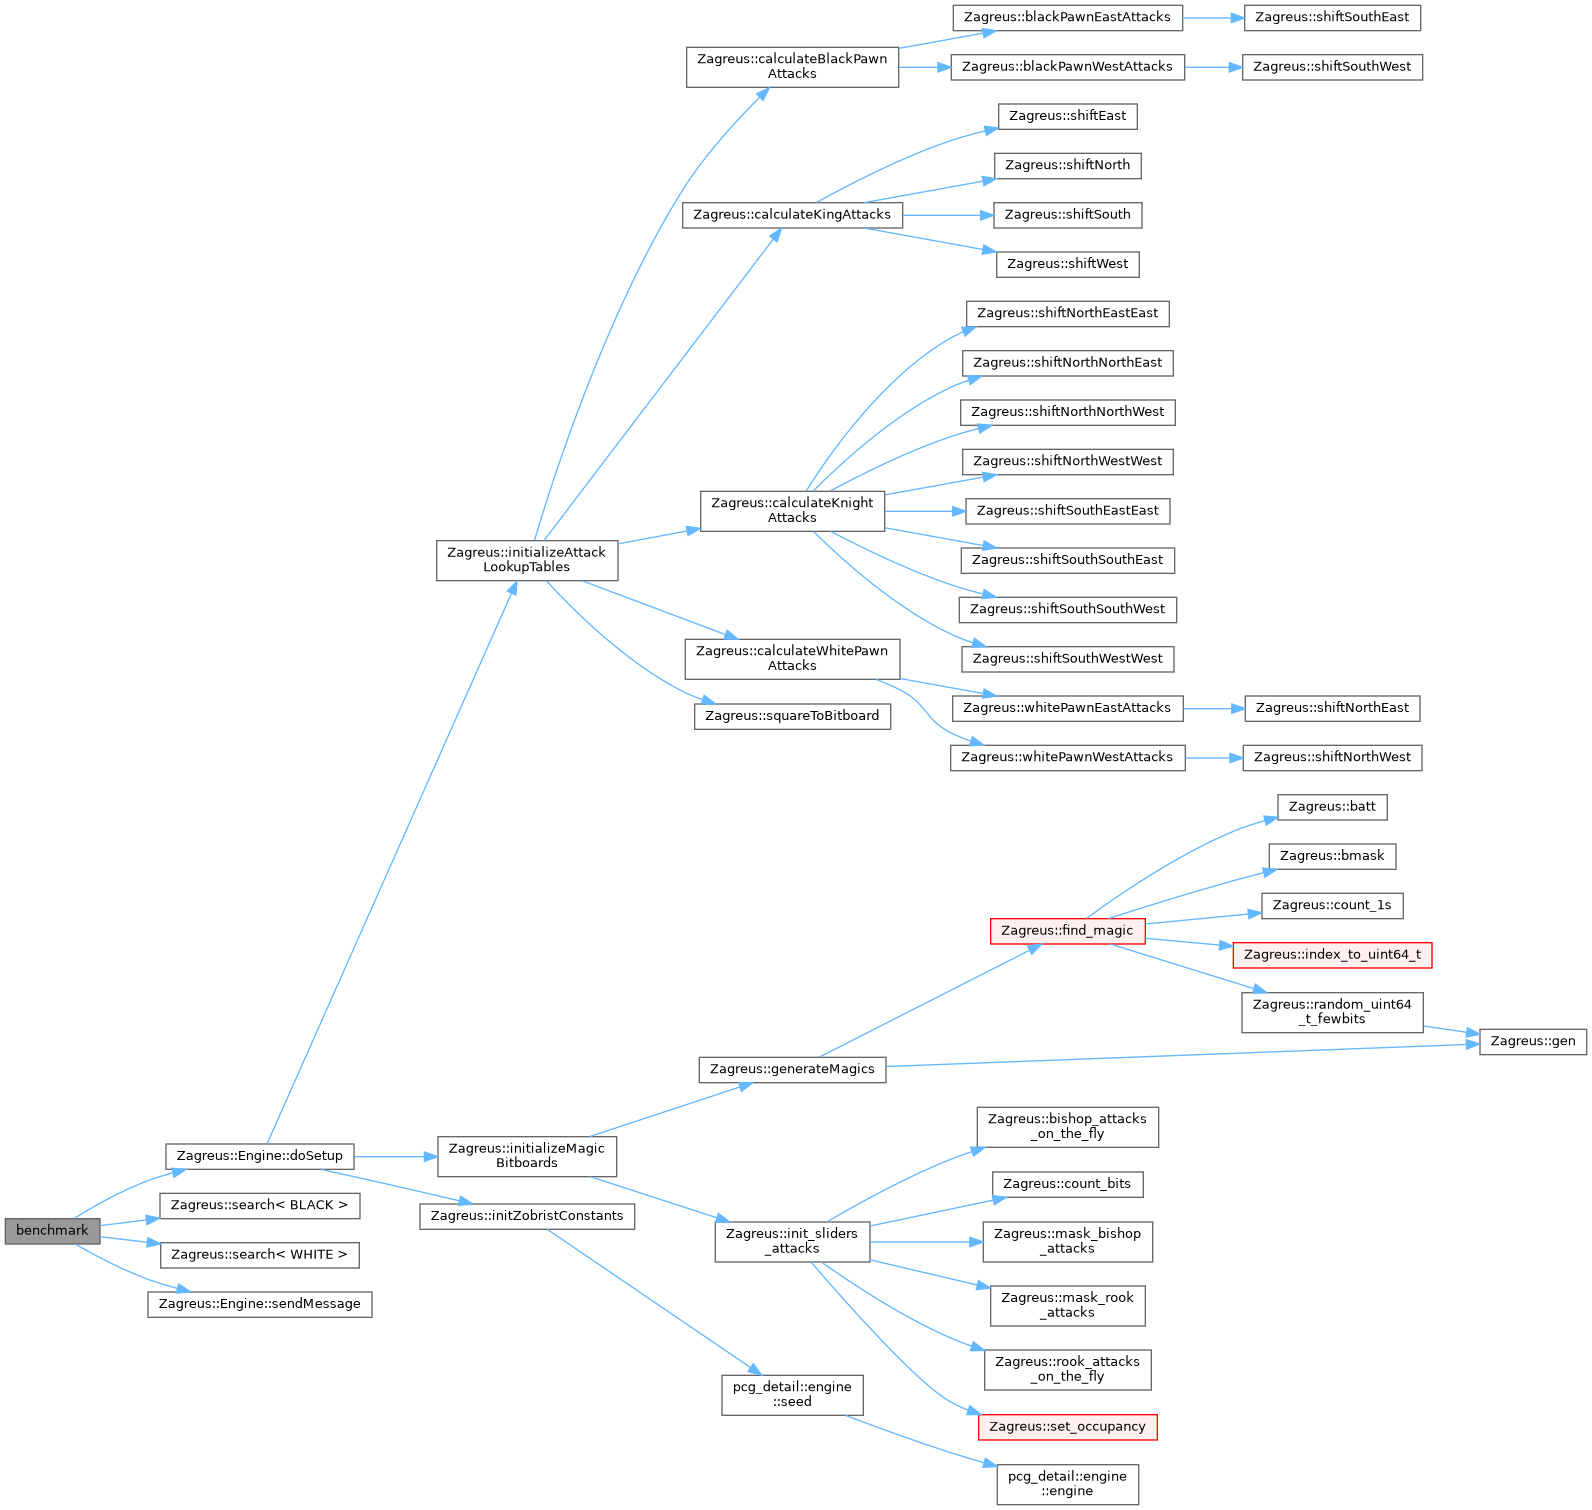 Zagreus::blackPawnEastAttacks
Zagreus::shiftSouthEast
Zagreus::calculateBlackPawn
Attacks
Zagreus::blackPawnWestAttacks
Zagreus::shiftSouthWest
Zagreus::shiftEast
Zagreus::shiftNorth
Zagreus::calculateKingAttacks
Zagreus::shiftSouth
Zagreus::shiftWest
Zagreus::shiftNorthEastEast
Zagreus::shiftNorthNorthEast
Zagreus::shiftNorthNorthWest
Zagreus::shiftNorthWestWest
Zagreus::calculateKnight
Attacks
Zagreus::shiftSouthEastEast
Zagreus::initializeAttack
LookupTables
Zagreus::shiftSouthSouthEast
Zagreus::shiftSouthSouthWest
Zagreus::calculateWhitePawn
Attacks
Zagreus::shiftSouthWestWest
Zagreus::whitePawnEastAttacks
Zagreus::shiftNorthEast
Zagreus::squareToBitboard
Zagreus::whitePawnWestAttacks
Zagreus::shiftNorthWest
Zagreus::batt
Zagreus::bmask
Zagreus::count_1s
Zagreus::find_magic
Zagreus::index_to_uint64_t
Zagreus::random_uint64
_t_fewbits
Zagreus::gen
Zagreus::generateMagics
Zagreus::bishop_attacks
_on_the_fly
Zagreus::Engine::doSetup
Zagreus::initializeMagic
Bitboards
Zagreus::count_bits
Zagreus::search< BLACK >
Zagreus::initZobristConstants
benchmark
Zagreus::init_sliders
_attacks
Zagreus::mask_bishop
_attacks
Zagreus::search< WHITE >
Zagreus::Engine::sendMessage
Zagreus::mask_rook
_attacks
Zagreus::rook_attacks
_on_the_fly
pcg_detail::engine
::seed
Zagreus::set_occupancy
pcg_detail::engine
::engine